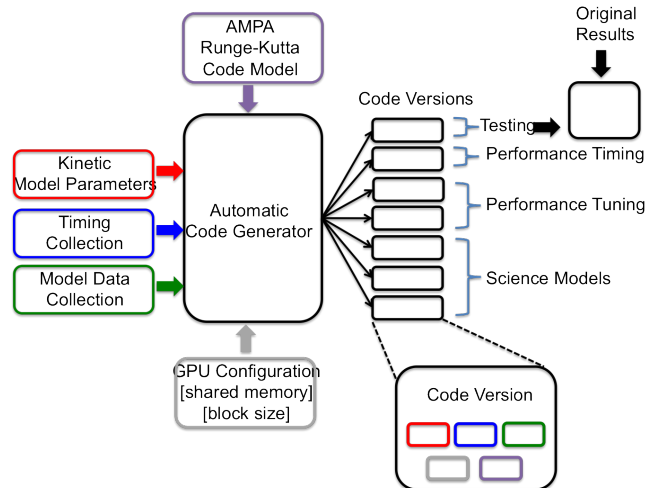 Original
Results
AMPA
Runge-Kutta
Code Model
Code Versions
Testing
Performance Timing
Kinetic
Model Parameters
Performance Tuning
Automatic
Code Generator
Timing
Collection
Model Data
Collection
Science Models
GPU Configuration
[shared memory]
[block size]
Code Version